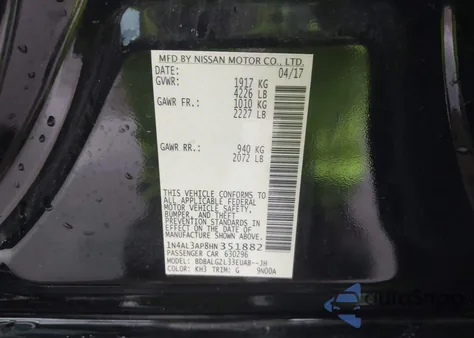 MFD BY NISSAN MOTOR CO., LTD.
DATE: 04/17
GVWR: 1917 KG
4226 LB
GAWR FR.: 1010 KG
2227 LB
GAWR RR.: 940 KG
2072 LB
THIS VEHICLE CONFORMS TO
ALL APPLICABLE FEDERAL
MOTOR VEHICLE SAFETY,
BUMPER, AND THEFT
PREVENTION STANDARDS IN
EFFECT ON THE DATE OF
MANUFACTURE SHOWN ABOVE.
1N4AL3AP8HN351882
PASSENGER CAR 630296
MODEL: BDBALGZL33EUAB--JH
COLOR: KH3 TRIM: G 9N00A